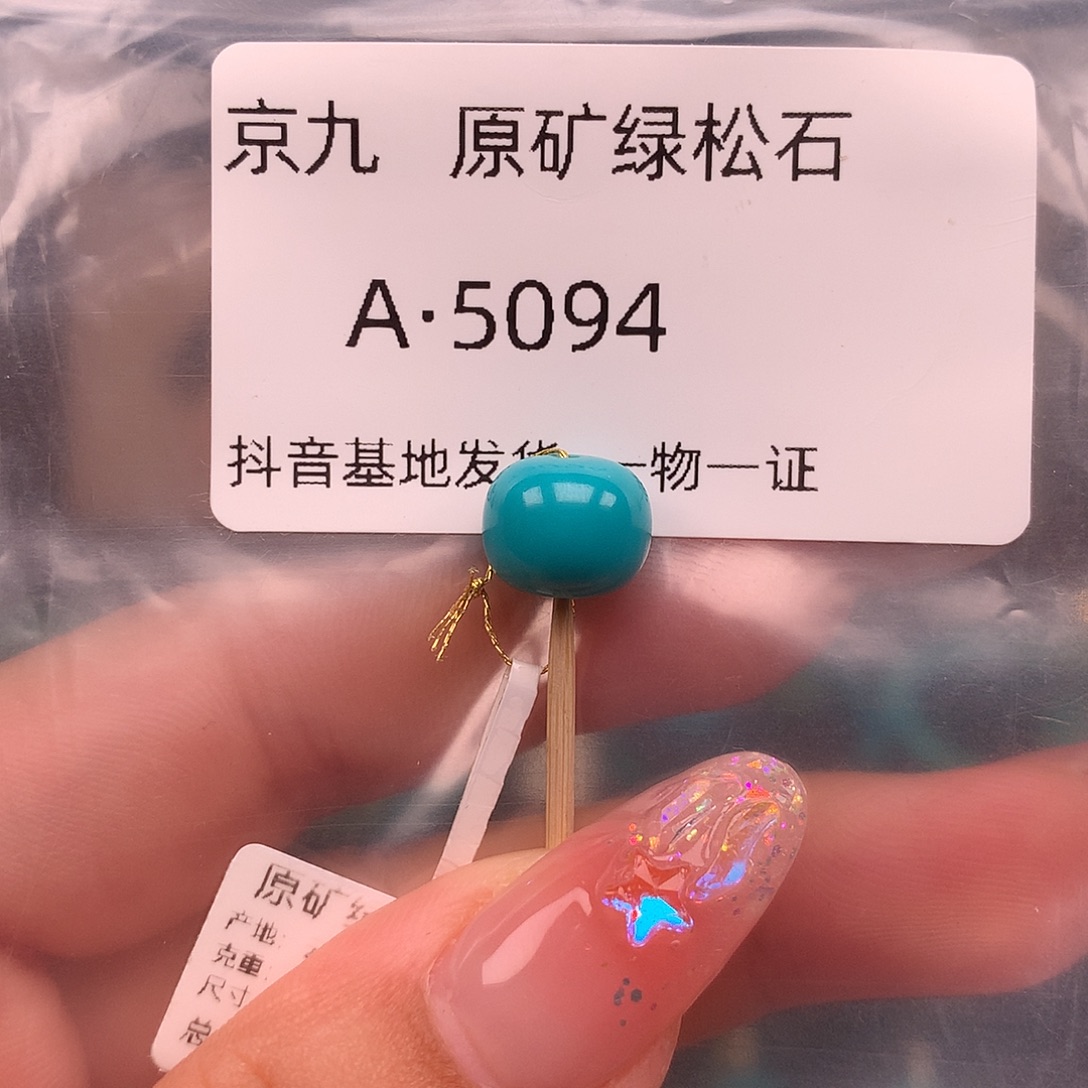 京九 原矿绿松石
A·5094
抖音基地发货 一物一证
原矿
产地:
克重
尺寸
总